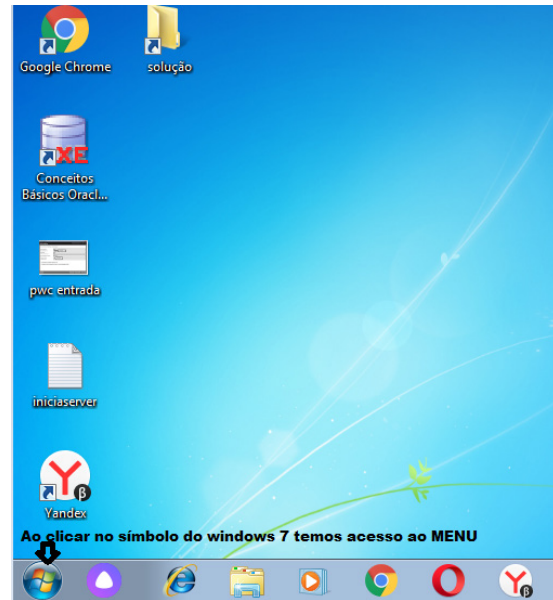 Google Chrome
solução
XE
Conceitos
Básicos Oracl...
pwc entrada
iniciaserver
Y
β
Yandex
Ao clicar no símbolo do windows 7 temos acesso ao MENU
Y
β